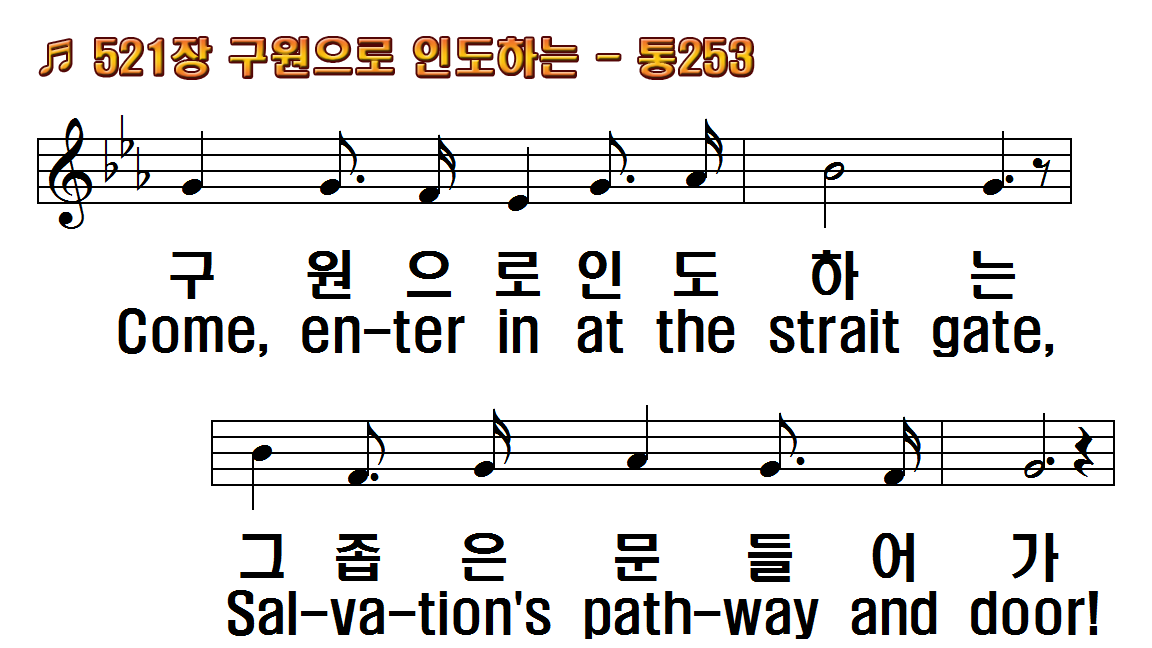 ♬ 521장 구원으로 인도하는 - 통253
구 원 으 로 인 도 하 는
Come, en-ter in at the strait gate,
그 좁 은 문 들 어 가
Sal-va-tion's path-way and door!